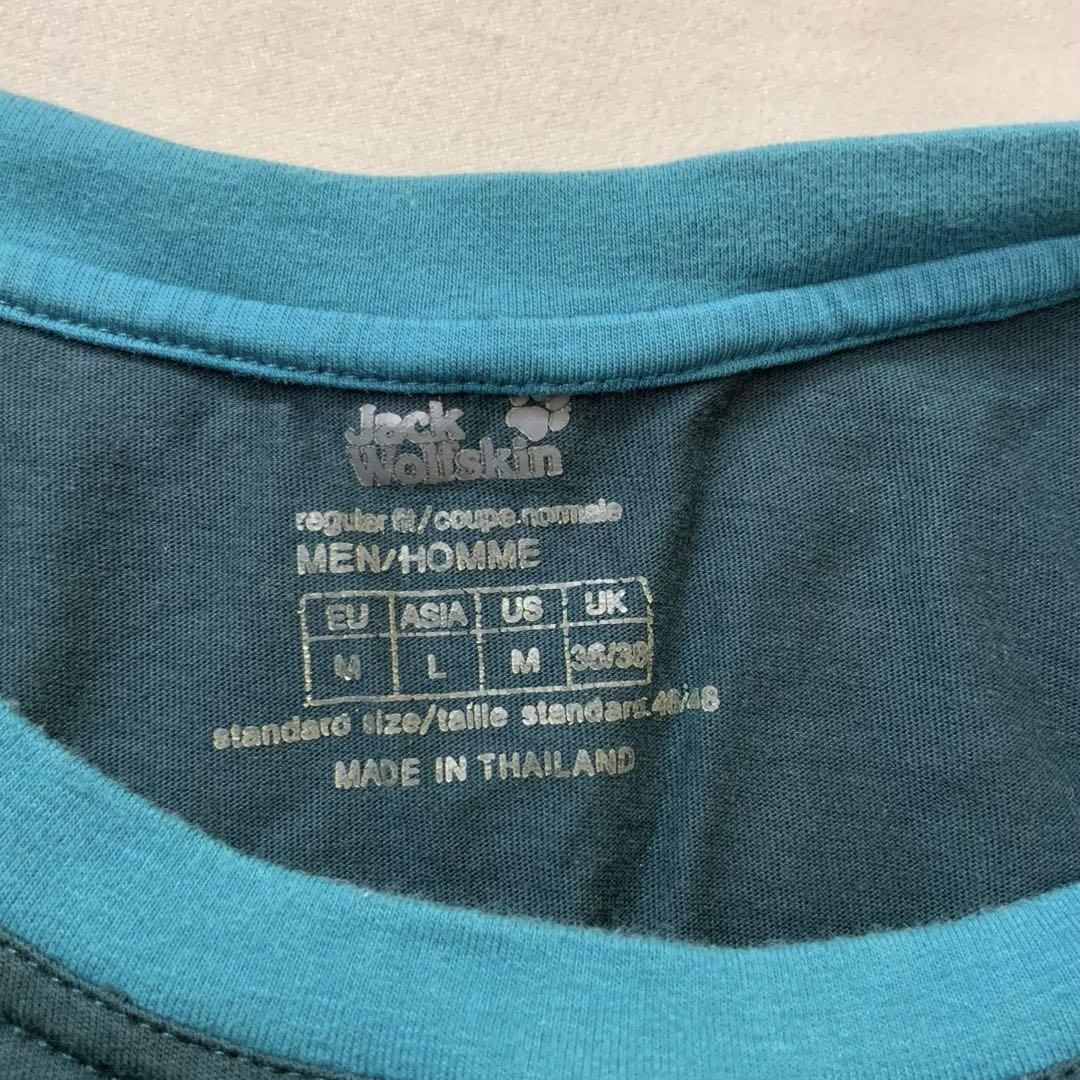 Jack
Wolfskin
regular fit/coupe normale
MEN/HOMME
EU ASIA US UK
M L M 36/38
standard size/taille standard 46/48
MADE IN THAILAND